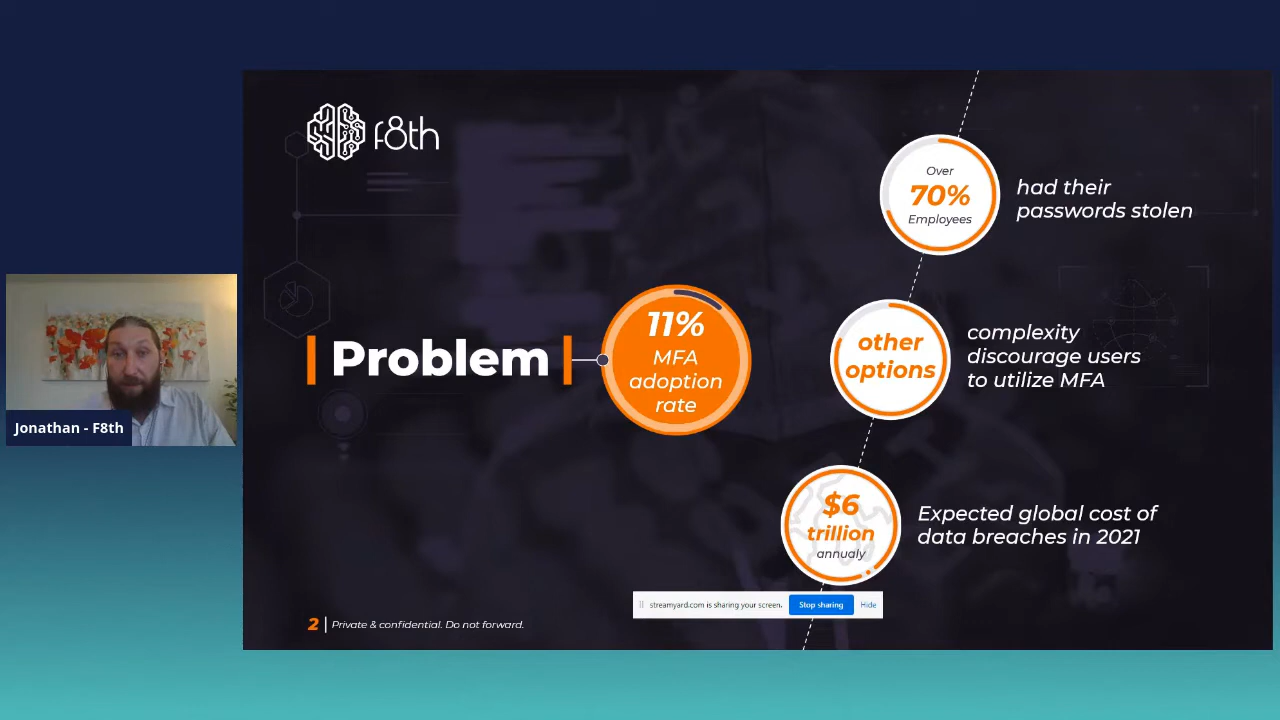 f8th
Problem
11%
MFA
adoption
rate
Over
70%
Employees
had their
passwords stolen
other
options
complexity
discourage users
to utilize MFA
$6
trillion
annualy
Expected global cost of
data breaches in 2021
Jonathan - F8th
streamyard.com is sharing your screen. Stop sharing Hide
2 | Private & confidential. Do not forward.